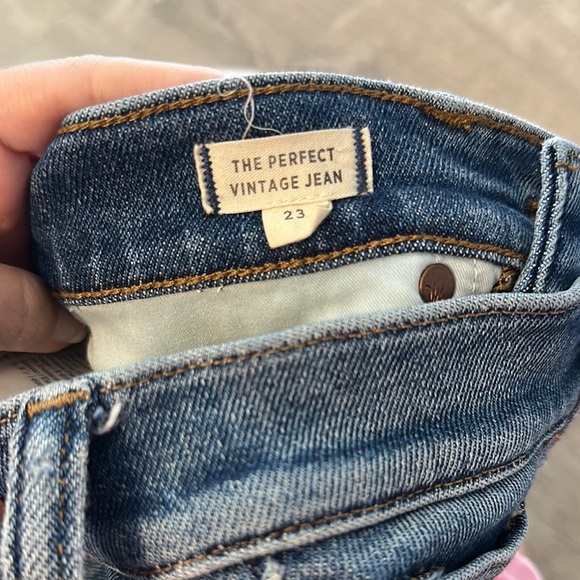 THE PERFECT
VINTAGE JEAN
23